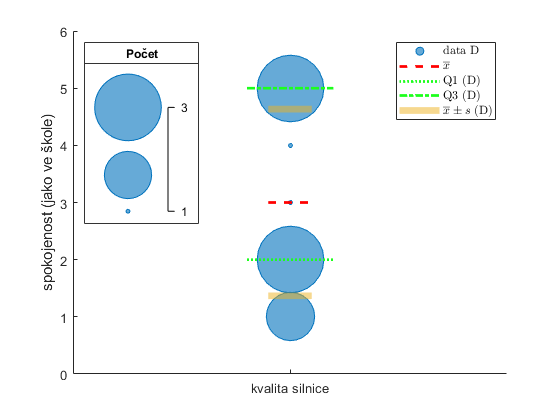 Počet
3
1
data D
x̅
Q1 (D)
Q3 (D)
x̅ ± s (D)
spokojenost (jako ve škole)
6
5
4
3
2
1
0
kvalita silnice